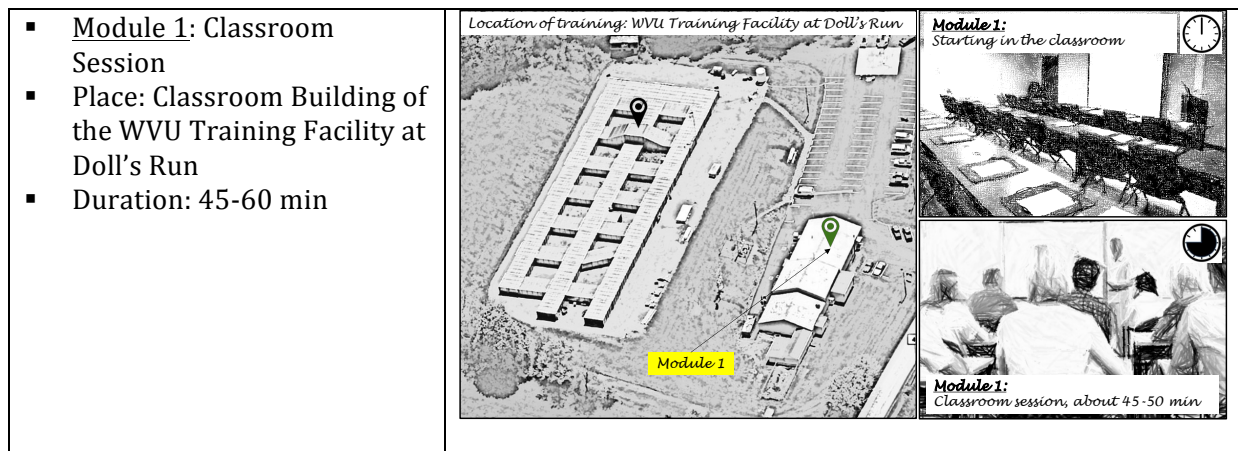 ▪ Module 1: Classroom
Session
▪ Place: Classroom Building of
the WVU Training Facility at
Doll’s Run
▪ Duration: 45-60 min
Location of training: WVU Training Facility at Doll's Run
Module 1
Module 1:
Starting in the classroom
Module 1:
Classroom session, about 45-50 min